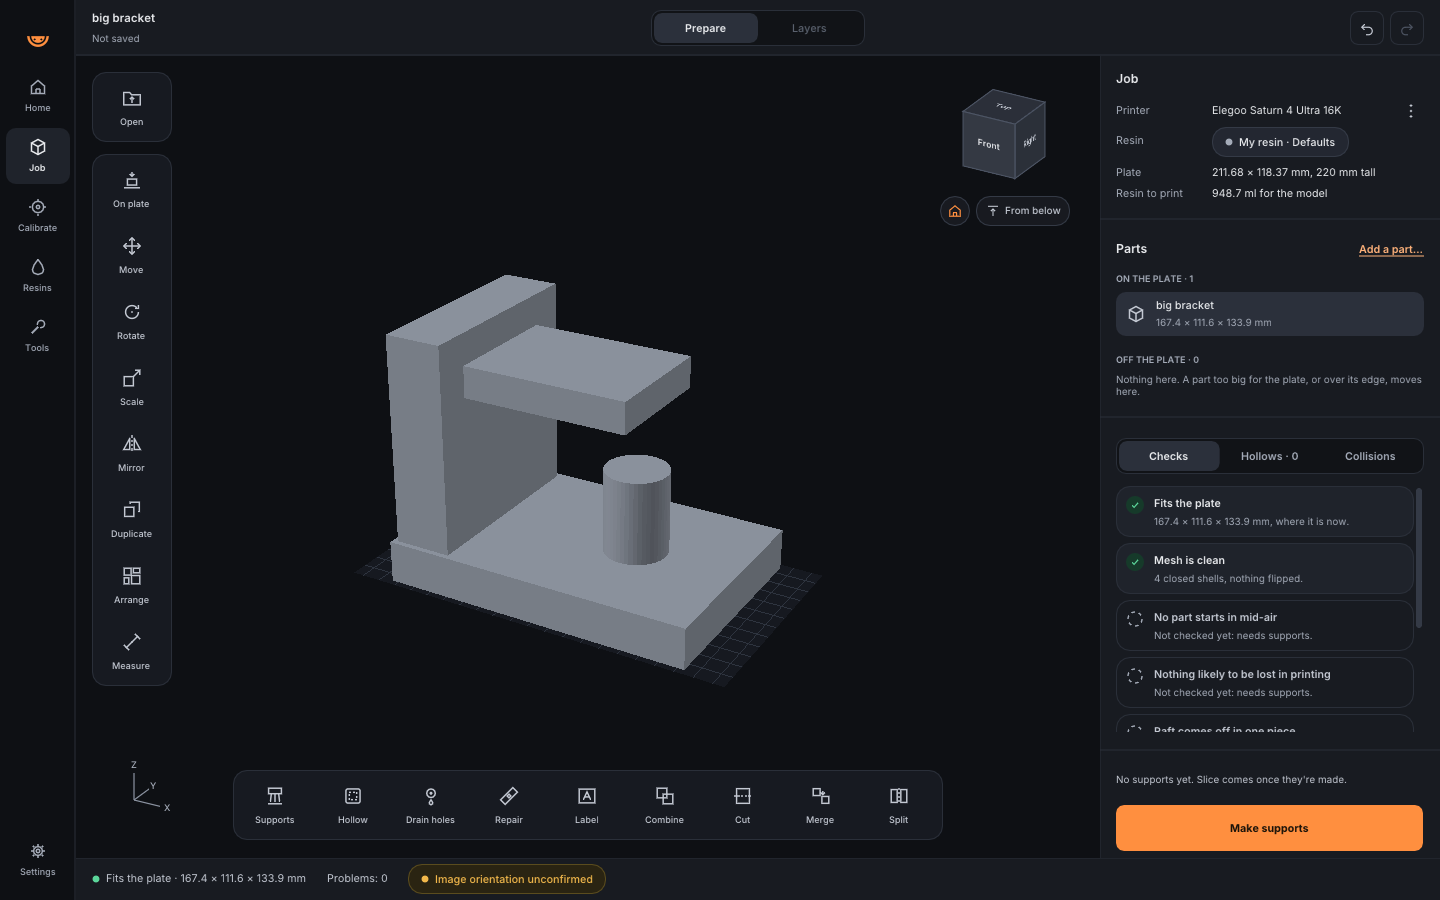 big bracket
Not saved
Prepare
Layers
Home
Job
Calibrate
Resins
Tools
Settings
Open
On plate
Move
Rotate
Scale
Mirror
Duplicate
Arrange
Measure
Top
Front
Right
From below
Z
Y
X
Supports
Hollow
Drain holes
Repair
Label
Combine
Cut
Merge
Split
Job
Printer
Elegoo Saturn 4 Ultra 16K
Resin
My resin · Defaults
Plate
211.68 × 118.37 mm, 220 mm tall
Resin to print
948.7 ml for the model
Parts
Add a part...
ON THE PLATE · 1
big bracket
167.4 × 111.6 × 133.9 mm
OFF THE PLATE · 0
Nothing here. A part too big for the plate, or over its edge, moves
here.
Checks
Hollows · 0
Collisions
Fits the plate
167.4 × 111.6 × 133.9 mm, where it is now.
Mesh is clean
4 closed shells, nothing flipped.
No part starts in mid-air
Not checked yet: needs supports.
Nothing likely to be lost in printing
Not checked yet: needs supports.
Raft comes off in one piece
No supports yet. Slice comes once they're made.
Make supports
Fits the plate · 167.4 × 111.6 × 133.9 mm
Problems: 0
Image orientation unconfirmed